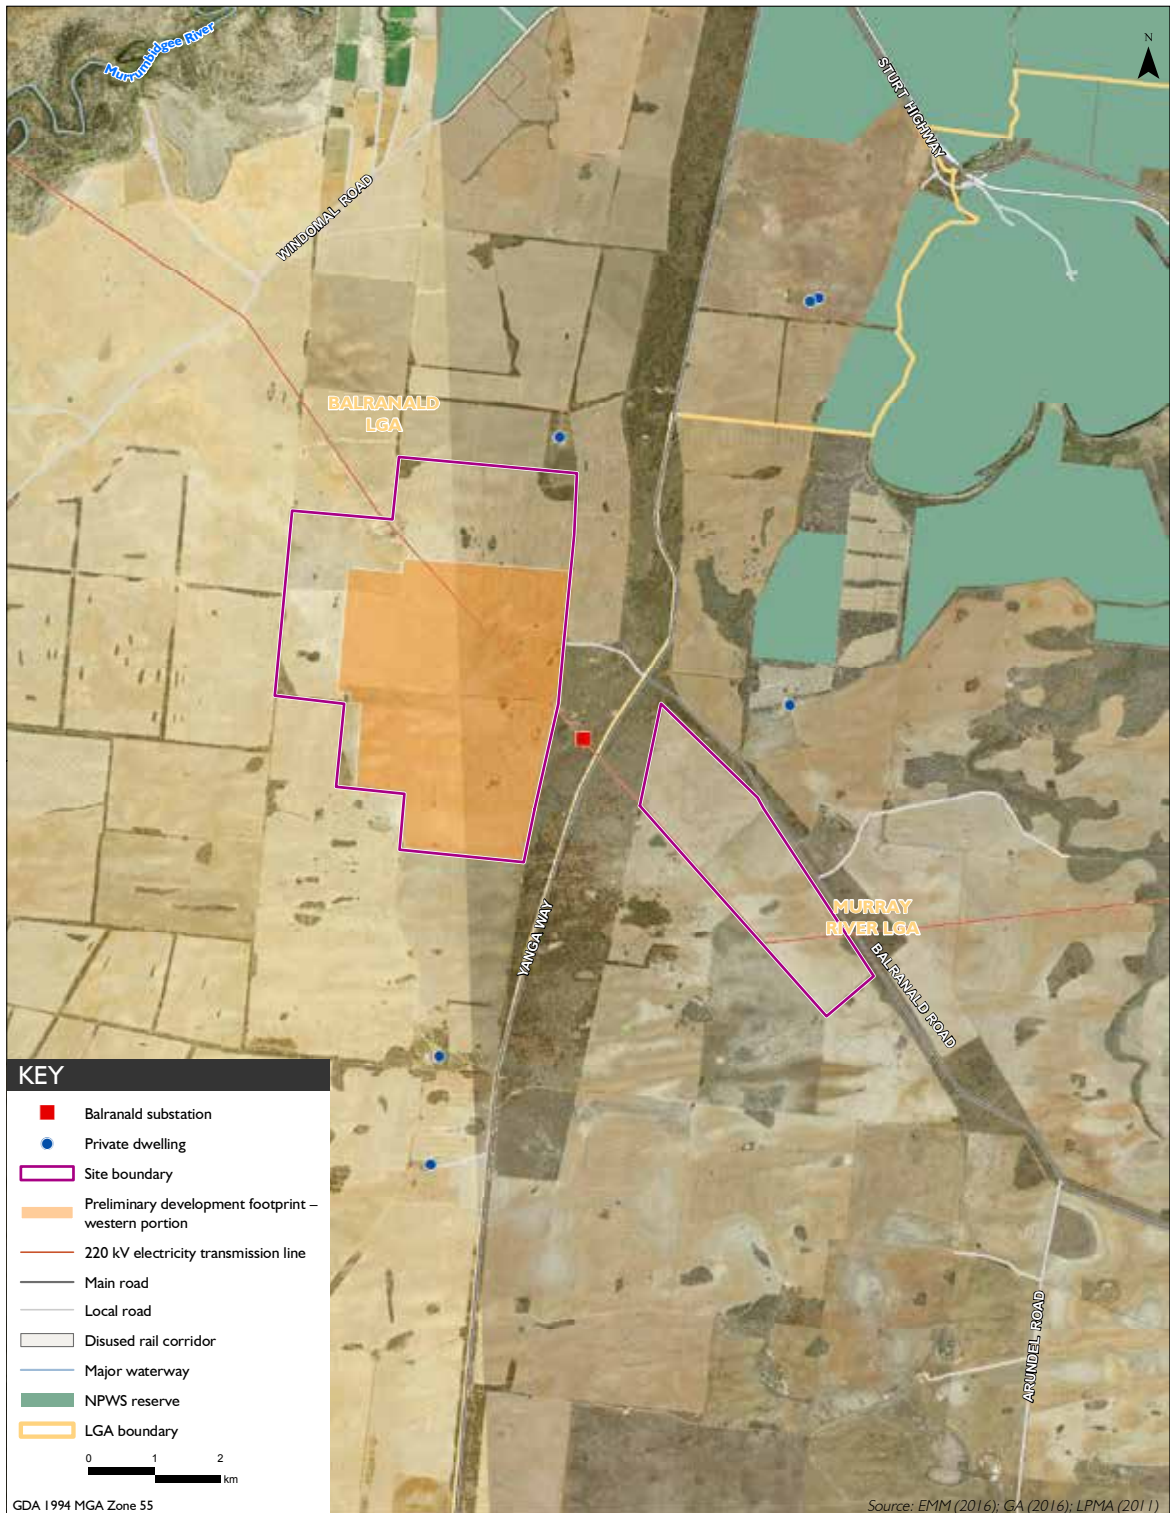 Murrumbidgee River
N
STURT HIGHWAY
WINDOMAL ROAD
BALRANALD
LGA
MURRAY
RIVER LGA
YANGA WAY
BALRANALD ROAD
ARUNDEL ROAD
KEY
Balranald substation
Private dwelling
Site boundary
Preliminary development footprint –
western portion
220 kV electricity transmission line
Main road
Local road
Disused rail corridor
Major waterway
NPWS reserve
LGA boundary
0 1 2
km
GDA 1994 MGA Zone 55
Source: EMM (2016); GA (2016); LPMA (2011)